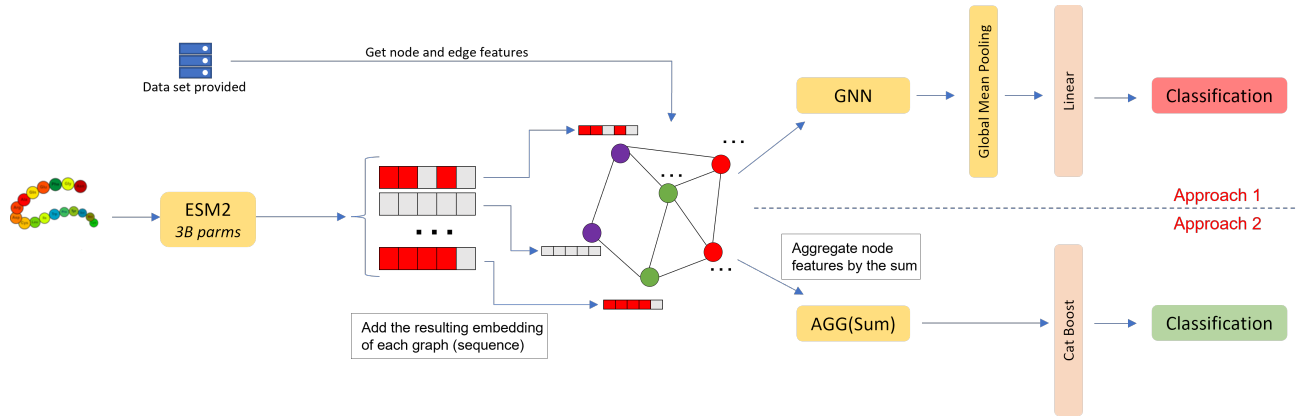 Get node and edge features
Data set provided
ESM2
3B parms
Add the resulting embedding
of each graph (sequence)
GNN
Global Mean Pooling
Linear
Classification
Approach 1
Approach 2
Aggregate node
features by the sum
AGG(Sum)
Cat Boost
Classification